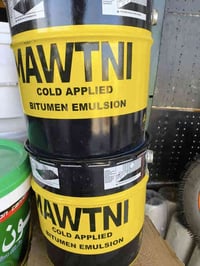 MAWTNI
COLD APPLIED
BITUMEN EMULSION
MAWTNI
COLD APPLIED
BITUMEN EMULSION